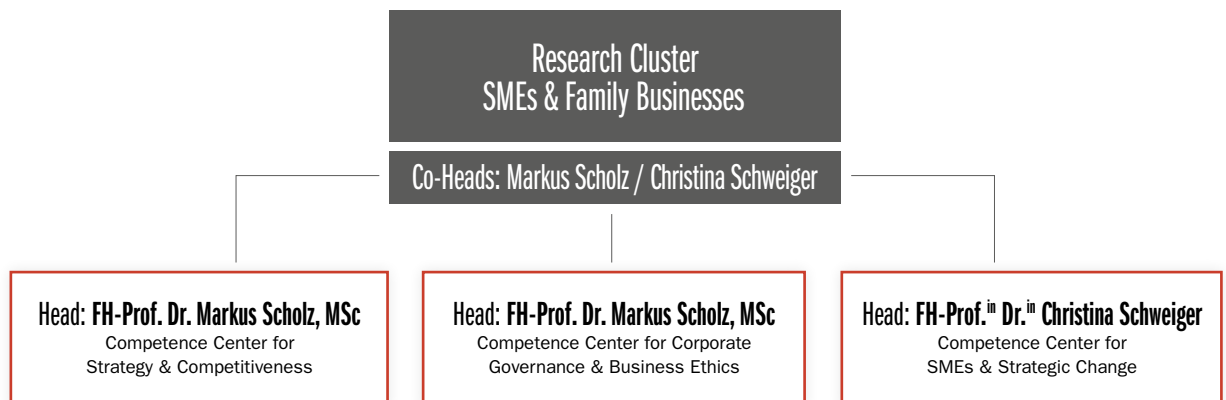 Research Cluster
SMEs & Family Businesses
Co-Heads: Markus Scholz / Christina Schweiger
Head: FH-Prof. Dr. Markus Scholz, MSc
Competence Center for
Strategy & Competitiveness
Head: FH-Prof. Dr. Markus Scholz, MSc
Competence Center for Corporate
Governance & Business Ethics
Head: FH-Prof.ⁱⁿ Dr.ⁱⁿ Christina Schweiger
Competence Center for
SMEs & Strategic Change